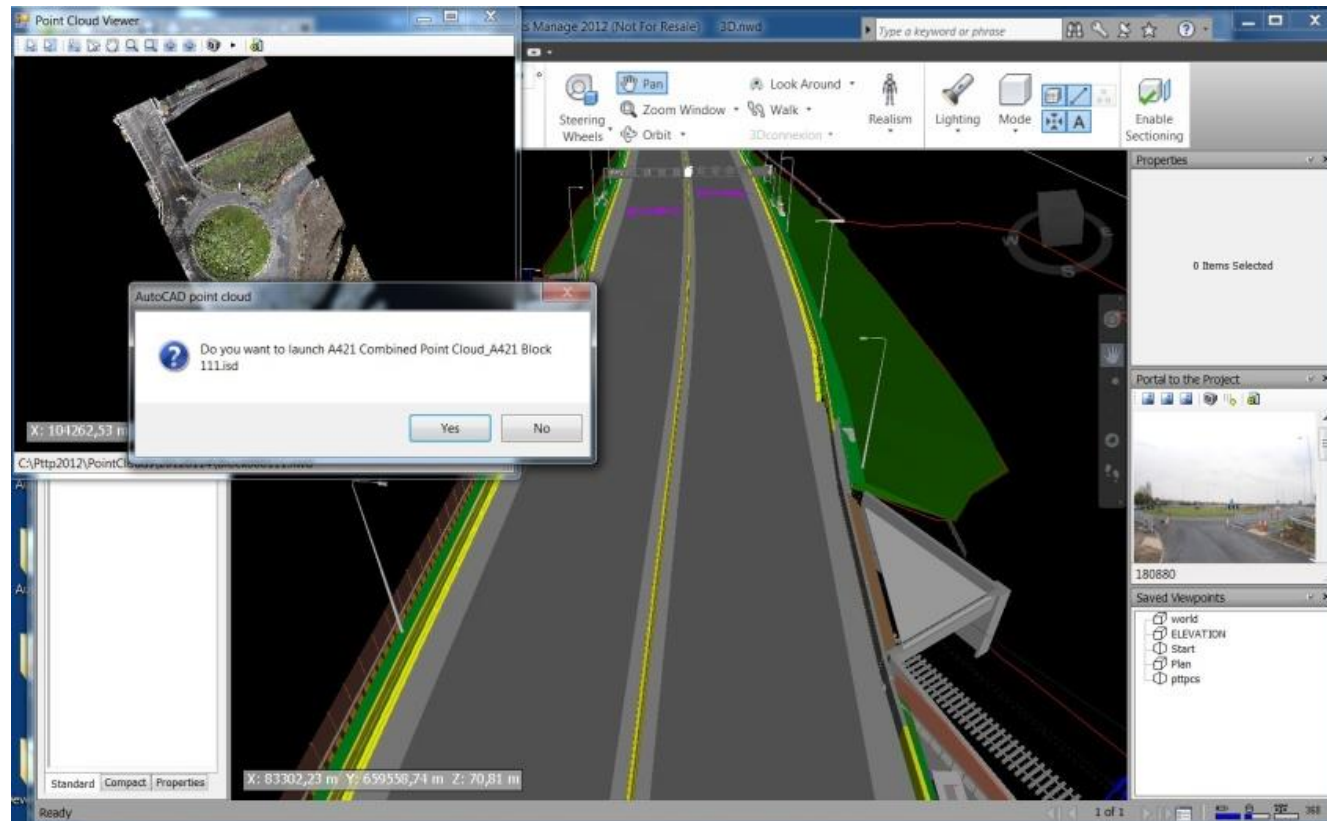 Point Cloud Viewer
s Manage 2012 (Not For Resale) 3D.nwd
Type a keyword or phrase
Steering
Wheels
Pan
Zoom Window
Orbit
Look Around
Walk
3Dconnexion
Realism
Lighting
Mode
Enable
Sectioning
Properties
0 Items Selected
W
S
E
AutoCAD point cloud
Do you want to launch A421 Combined Point Cloud_A421 Block
111.isd
Yes
No
X: 104262,53 m
Portal to the Project
180880
Saved Viewpoints
world
ELEVATION
Start
Plan
pttpcs
Standard
Compact
Properties
X: 83302,23 m Y: 659558,74 m Z: 70,81 m
Ready
1 of 1
368